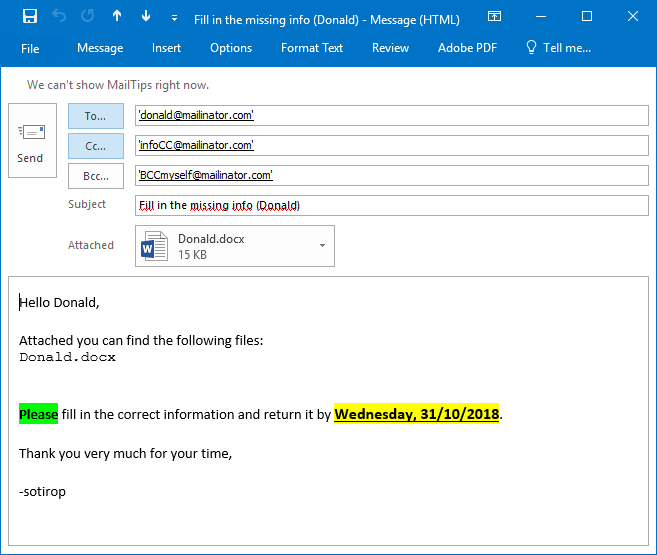 Fill in the missing info (Donald) - Message (HTML)
File Message Insert Options Format Text Review Adobe PDF Tell me...
We can't show MailTips right now.
Send
To... 'donald@mailinator.com'
Cc... 'infoCC@mailinator.com'
Bcc... 'BCCmyself@mailinator.com'
Subject Fill in the missing info (Donald)
Attached Donald.docx
15 KB
Hello Donald,
Attached you can find the following files:
Donald.docx
Please fill in the correct information and return it by Wednesday, 31/10/2018.
Thank you very much for your time,
-sotirop